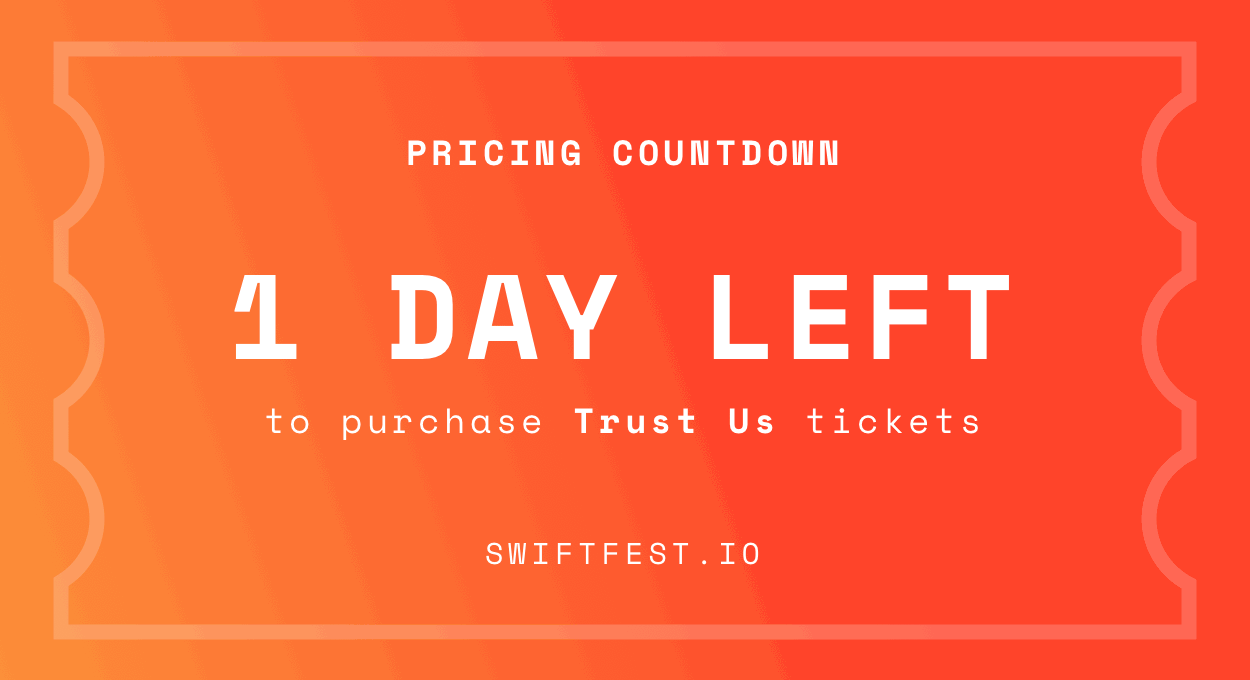 PRICING COUNTDOWN
1 DAY LEFT
to purchase Trust Us tickets
SWIFTFEST.IO